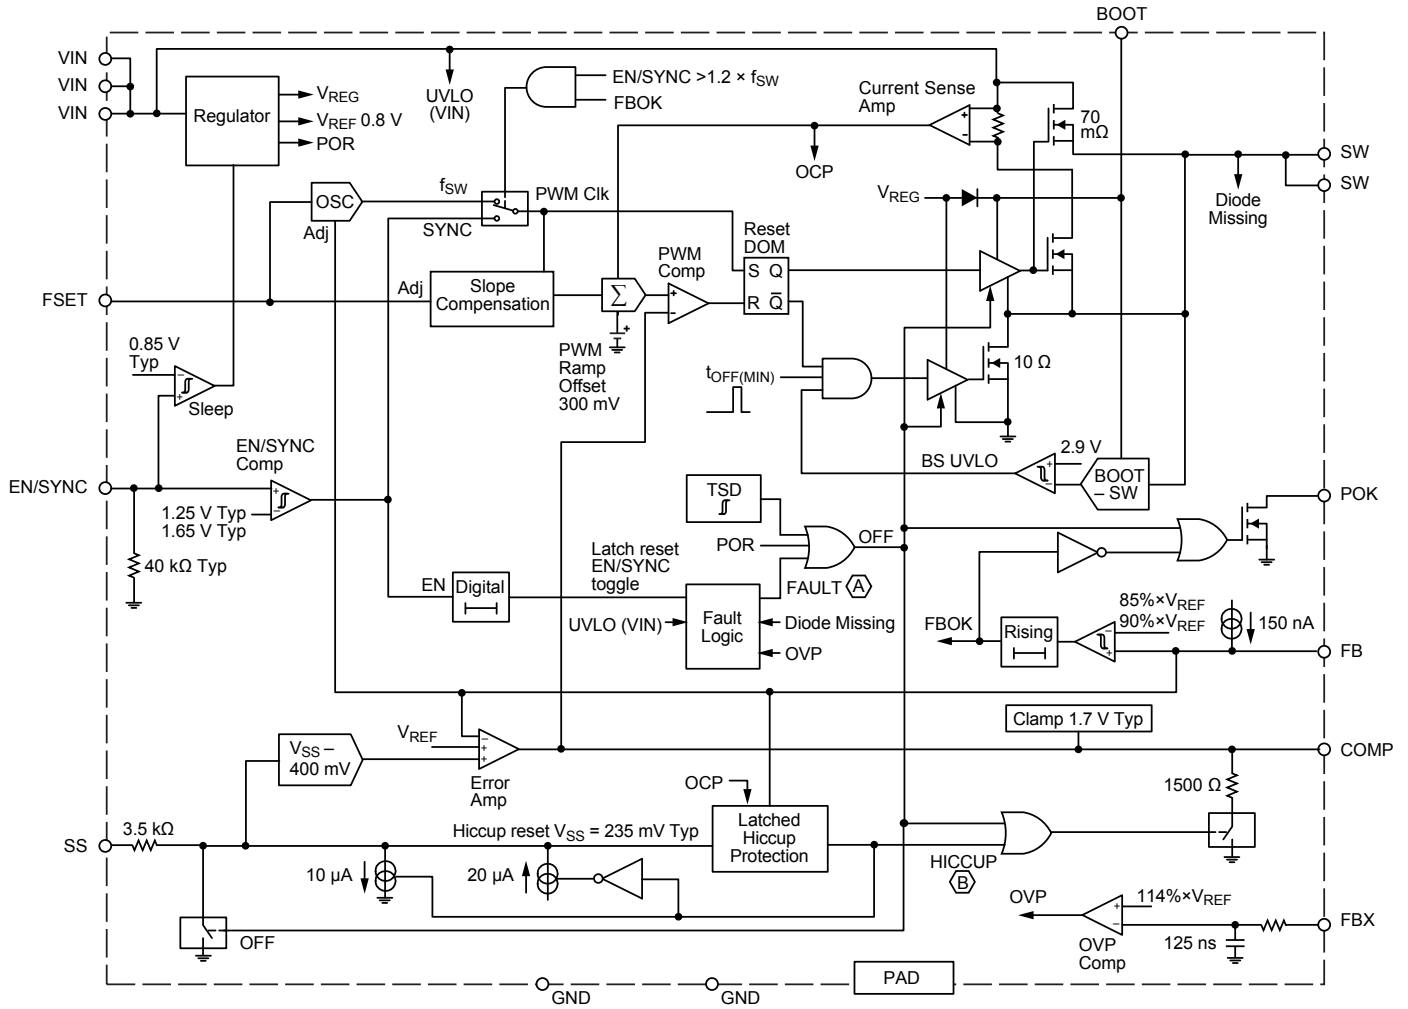 BOOT
VIN
VIN
VIN
Regulator
VREG
VREF 0.8 V
POR
UVLO
(VIN)
EN/SYNC >1.2 × fSW
FBOK
Current Sense
Amp
+
–
70
mΩ
OCP
SW
SW
Diode
Missing
OSC
Adj
fSW
SYNC
PWM Clk
VREG
Reset
DOM
S Q
R Q̅
PWM
Comp
+
–
FSET
Adj
Slope
Compensation
Σ
+
PWM
Ramp
Offset
300 mV
0.85 V
Typ
–
+
Sleep
tOFF(MIN)
10 Ω
BS UVLO
2.9 V
+
–
BOOT
– SW
EN/SYNC
EN/SYNC
Comp
+
–
1.25 V Typ
1.65 V Typ
40 kΩ Typ
TSD
POR
OFF
POK
Latch reset
EN/SYNC
toggle
FAULT A
EN
Digital
Fault
Logic
UVLO (VIN)
Diode Missing
OVP
FBOK
Rising
85%×VREF
90%×VREF
–
+
150 nA
FB
Clamp 1.7 V Typ
VREF
VSS –
400 mV
–
+
+
Error
Amp
COMP
1500 Ω
OCP
SS
3.5 kΩ
Hiccup reset VSS = 235 mV Typ
Latched
Hiccup
Protection
10 µA
20 µA
HICCUP
B
OVP
+
–
114%×VREF
OVP
Comp
125 ns
FBX
OFF
GND
GND
PAD